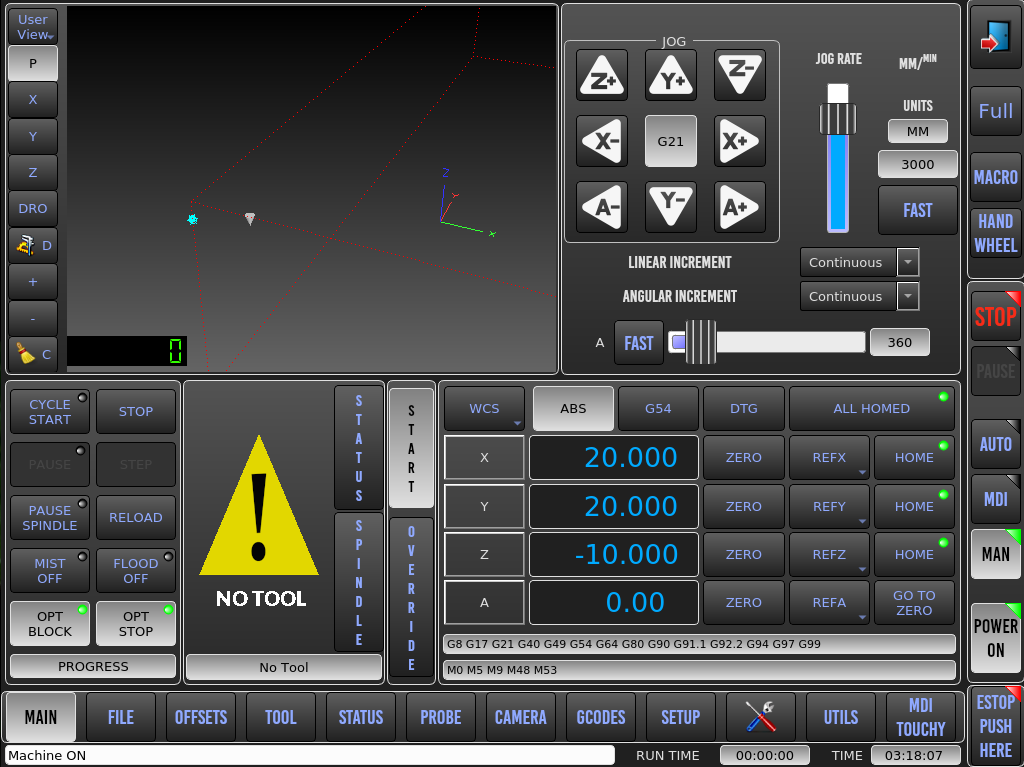 User
View
P
X
Y
Z
DRO
D
+
-
C
Z
X
0
JOG
Z+
Y+
Z-
X-
G21
X+
A-
Y-
A+
JOG RATE
MM/MIN
UNITS
MM
3000
FAST
LINEAR INCREMENT
Continuous
ANGULAR INCREMENT
Continuous
A
FAST
360
Full
MACRO
HAND
WHEEL
STOP
PAUSE
AUTO
MDI
MAN
POWER
ON
ESTOP
PUSH
HERE
CYCLE
START
STOP
PAUSE
STEP
PAUSE
SPINDLE
RELOAD
MIST
OFF
FLOOD
OFF
OPT
BLOCK
OPT
STOP
PROGRESS
NO TOOL
No Tool
STATUS
SPINDLE
START
OVERRIDE
WCS
ABS
G54
DTG
ALL HOMED
X
20.000
ZERO
REFX
HOME
Y
20.000
ZERO
REFY
HOME
Z
-10.000
ZERO
REFZ
HOME
A
0.00
ZERO
REFA
GO TO
ZERO
G8 G17 G21 G40 G49 G54 G64 G80 G90 G91.1 G92.2 G94 G97 G99
M0 M5 M9 M48 M53
MAIN
FILE
OFFSETS
TOOL
STATUS
PROBE
CAMERA
GCODES
SETUP
UTILS
MDI
TOUCHY
Machine ON
RUN TIME
00:00:00
TIME
03:18:07